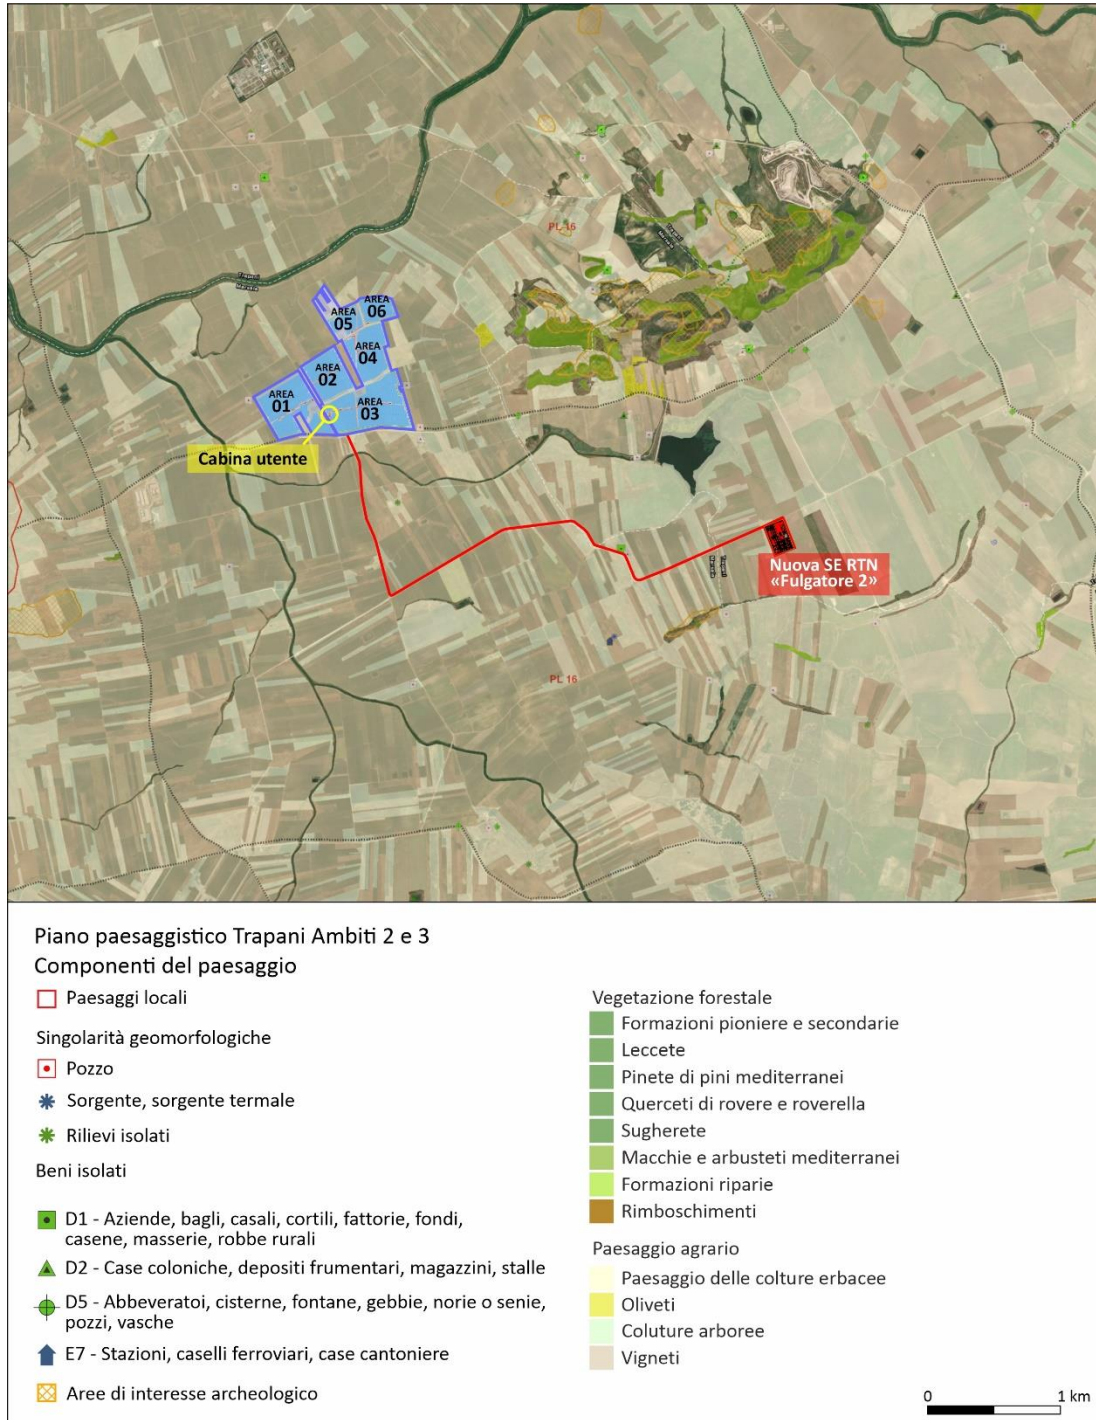 PL 16
Trapani
Marsala
Trapani
Marsala
AREA
05
AREA
06
AREA
04
AREA
02
AREA
01
AREA
03
Cabina utente
Nuova SE RTN
«Fulgatore 2»
Trapani
Marsala
PL 16
Piano paesaggistico Trapani Ambiti 2 e 3
Componenti del paesaggio
Paesaggi locali
Singolarità geomorfologiche
Pozzo
Sorgente, sorgente termale
Rilievi isolati
Beni isolati
D1 - Aziende, bagli, casali, cortili, fattorie, fondi,
casene, masserie, robbe rurali
D2 - Case coloniche, depositi frumentari, magazzini, stalle
D5 - Abbeveratoi, cisterne, fontane, gebbie, norie o senie,
pozzi, vasche
E7 - Stazioni, caselli ferroviari, case cantoniere
Aree di interesse archeologico
Vegetazione forestale
Formazioni pioniere e secondarie
Leccete
Pinete di pini mediterranei
Querceti di rovere e roverella
Sugherete
Macchie e arbusteti mediterranei
Formazioni riparie
Rimboschimenti
Paesaggio agrario
Paesaggio delle colture erbacee
Oliveti
Coluture arboree
Vigneti
0 1 km